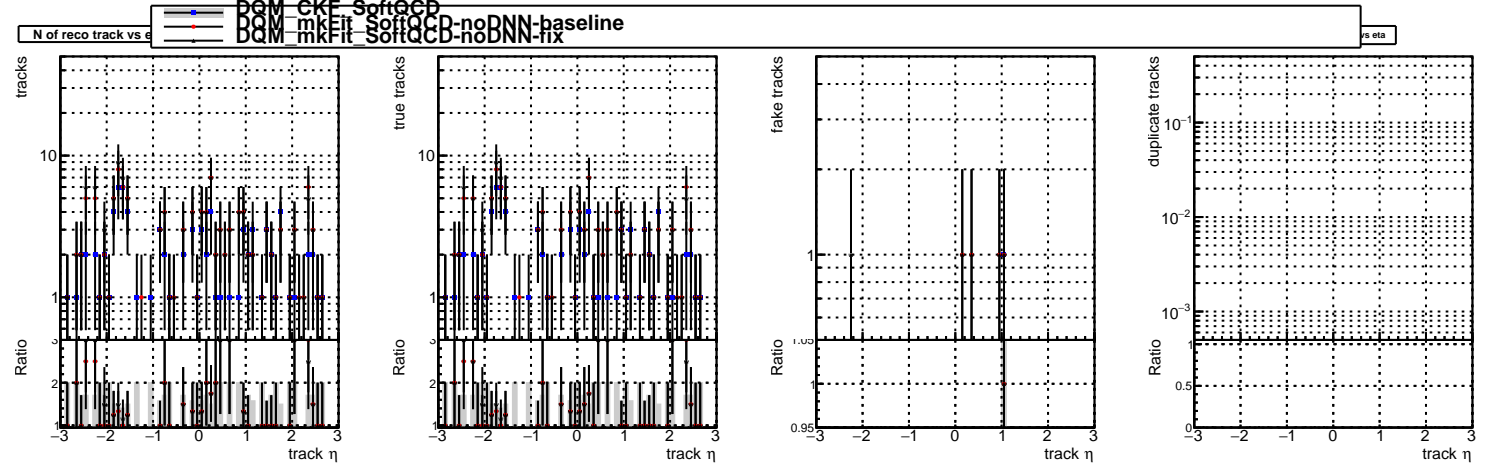 DQM_CKF_SoftQCD
DQM_mkFit_SoftQCD-noDNN-baseline
DQM_mkFit_SoftQCD-noDNN-fix
N of reco track vs e
vs eta
tracks
10
1
Ratio
3
2
1
−3 −2 −1 0 1 2 3
track η
true tracks
10
1
Ratio
3
2
1
−3 −2 −1 0 1 2 3
track η
fake tracks
1
Ratio
1.05
1
0.95
−3 −2 −1 0 1 2 3
track η
duplicate tracks
10−1
10−2
10−3
Ratio
1
0.5
0
−3 −2 −1 0 1 2 3
track η